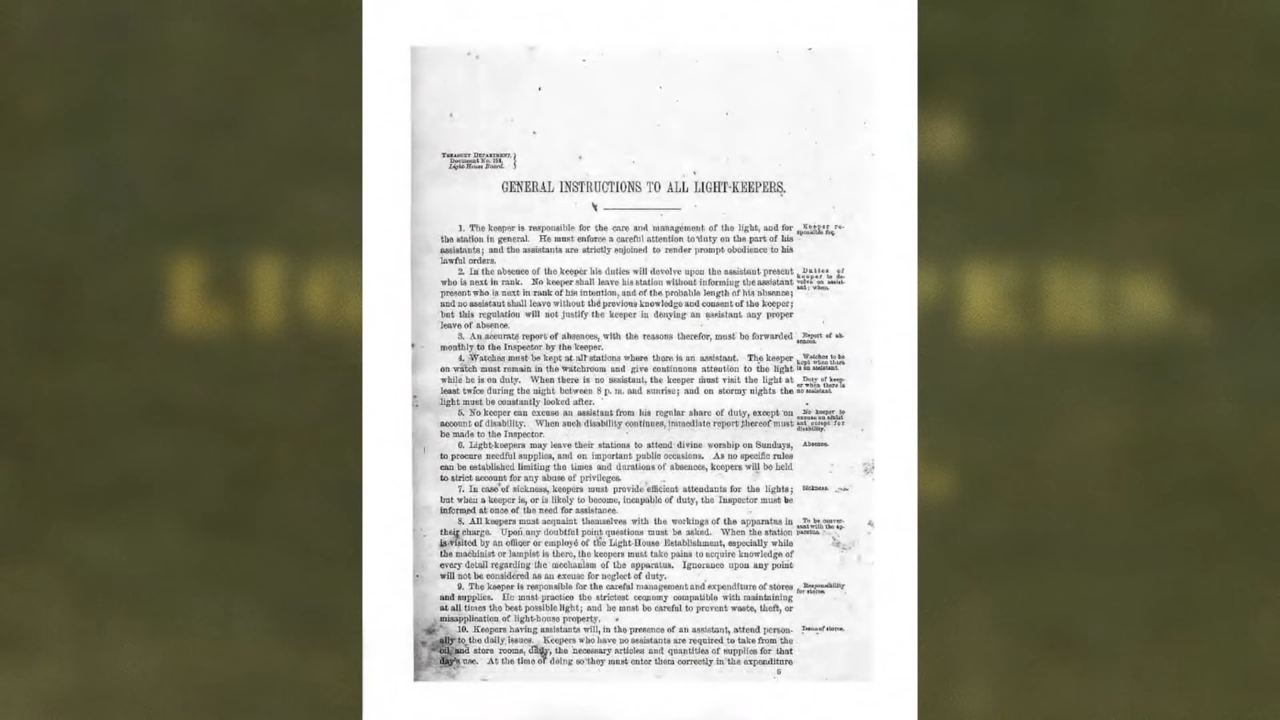 TREASURY DEPARTMENT,
Document No.
Light-House Board.
GENERAL INSTRUCTIONS TO ALL LIGHT-KEEPERS.
1. The keeper is responsible for the care and management of the light, and for
the station in general. He must enforce a careful attention to duty on the part of his
assistants; and the assistants are strictly enjoined to render prompt obedience to his
lawful orders.
Keeper re-
sponsible for.
2. In the absence of the keeper his duties will devolve upon the assistant present
who is next in rank. No keeper shall leave his station without informing the assistant
present who is next in rank of his intention, and of the probable length of his absence;
and no assistant shall leave without the previous knowledge and consent of the keeper;
but this regulation will not justify the keeper in denying an assistant any proper
leave of absence.
Duties of
keeper to de-
volve on assist-
ant; when.
3. An accurate report of absences, with the reasons therefor, must be forwarded
monthly to the Inspector by the keeper.
Report of ab-
sences.
4. Watches must be kept at all stations where there is an assistant. The keeper
on watch must remain in the watchroom and give continuous attention to the light
while he is on duty. When there is no assistant, the keeper must visit the light at
least twice during the night between 8 p. m. and sunrise; and on stormy nights the
light must be constantly looked after.
Watches to be
kept when there
is an assistant.
Duty of keep-
er when there is
no assistant.
5. No keeper can excuse an assistant from his regular share of duty, except on
account of disability. When such disability continues, immediate report thereof must
be made to the Inspector.
No keeper to
excuse an assist
ant except for
disability.
6. Light-keepers may leave their stations to attend divine worship on Sundays,
to procure needful supplies, and on important public occasions. As no specific rules
can be established limiting the times and durations of absences, keepers will be held
to strict account for any abuse of privileges.
Absence.
7. In case of sickness, keepers must provide efficient attendants for the lights;
but when a keeper is, or is likely to become, incapable of duty, the Inspector must be
informed at once of the need for assistance.
Sickness.
8. All keepers must acquaint themselves with the workings of the apparatus in
their charge. Upon any doubtful point questions must be asked. When the station
is visited by an officer or employé of the Light-House Establishment, especially while
the machinist or lampist is there, the keepers must take pains to acquire knowledge of
every detail regarding the mechanism of the apparatus. Ignorance upon any point
will not be considered as an excuse for neglect of duty.
To be conver-
sant with the ap-
paratus.
9. The keeper is responsible for the careful management and expenditure of stores
and supplies. He must practice the strictest economy compatible with maintaining
at all times the best possible light; and he must be careful to prevent waste, theft, or
misapplication of light-house property.
Responsibility
for stores.
10. Keepers having assistants will, in the presence of an assistant, attend person-
ally to the daily issues. Keepers who have no assistants are required to take from the
oil and store rooms, daily, the necessary articles and quantities of supplies for that
day's use. At the time of doing so they must enter them correctly in the expenditure
Issue of stores.